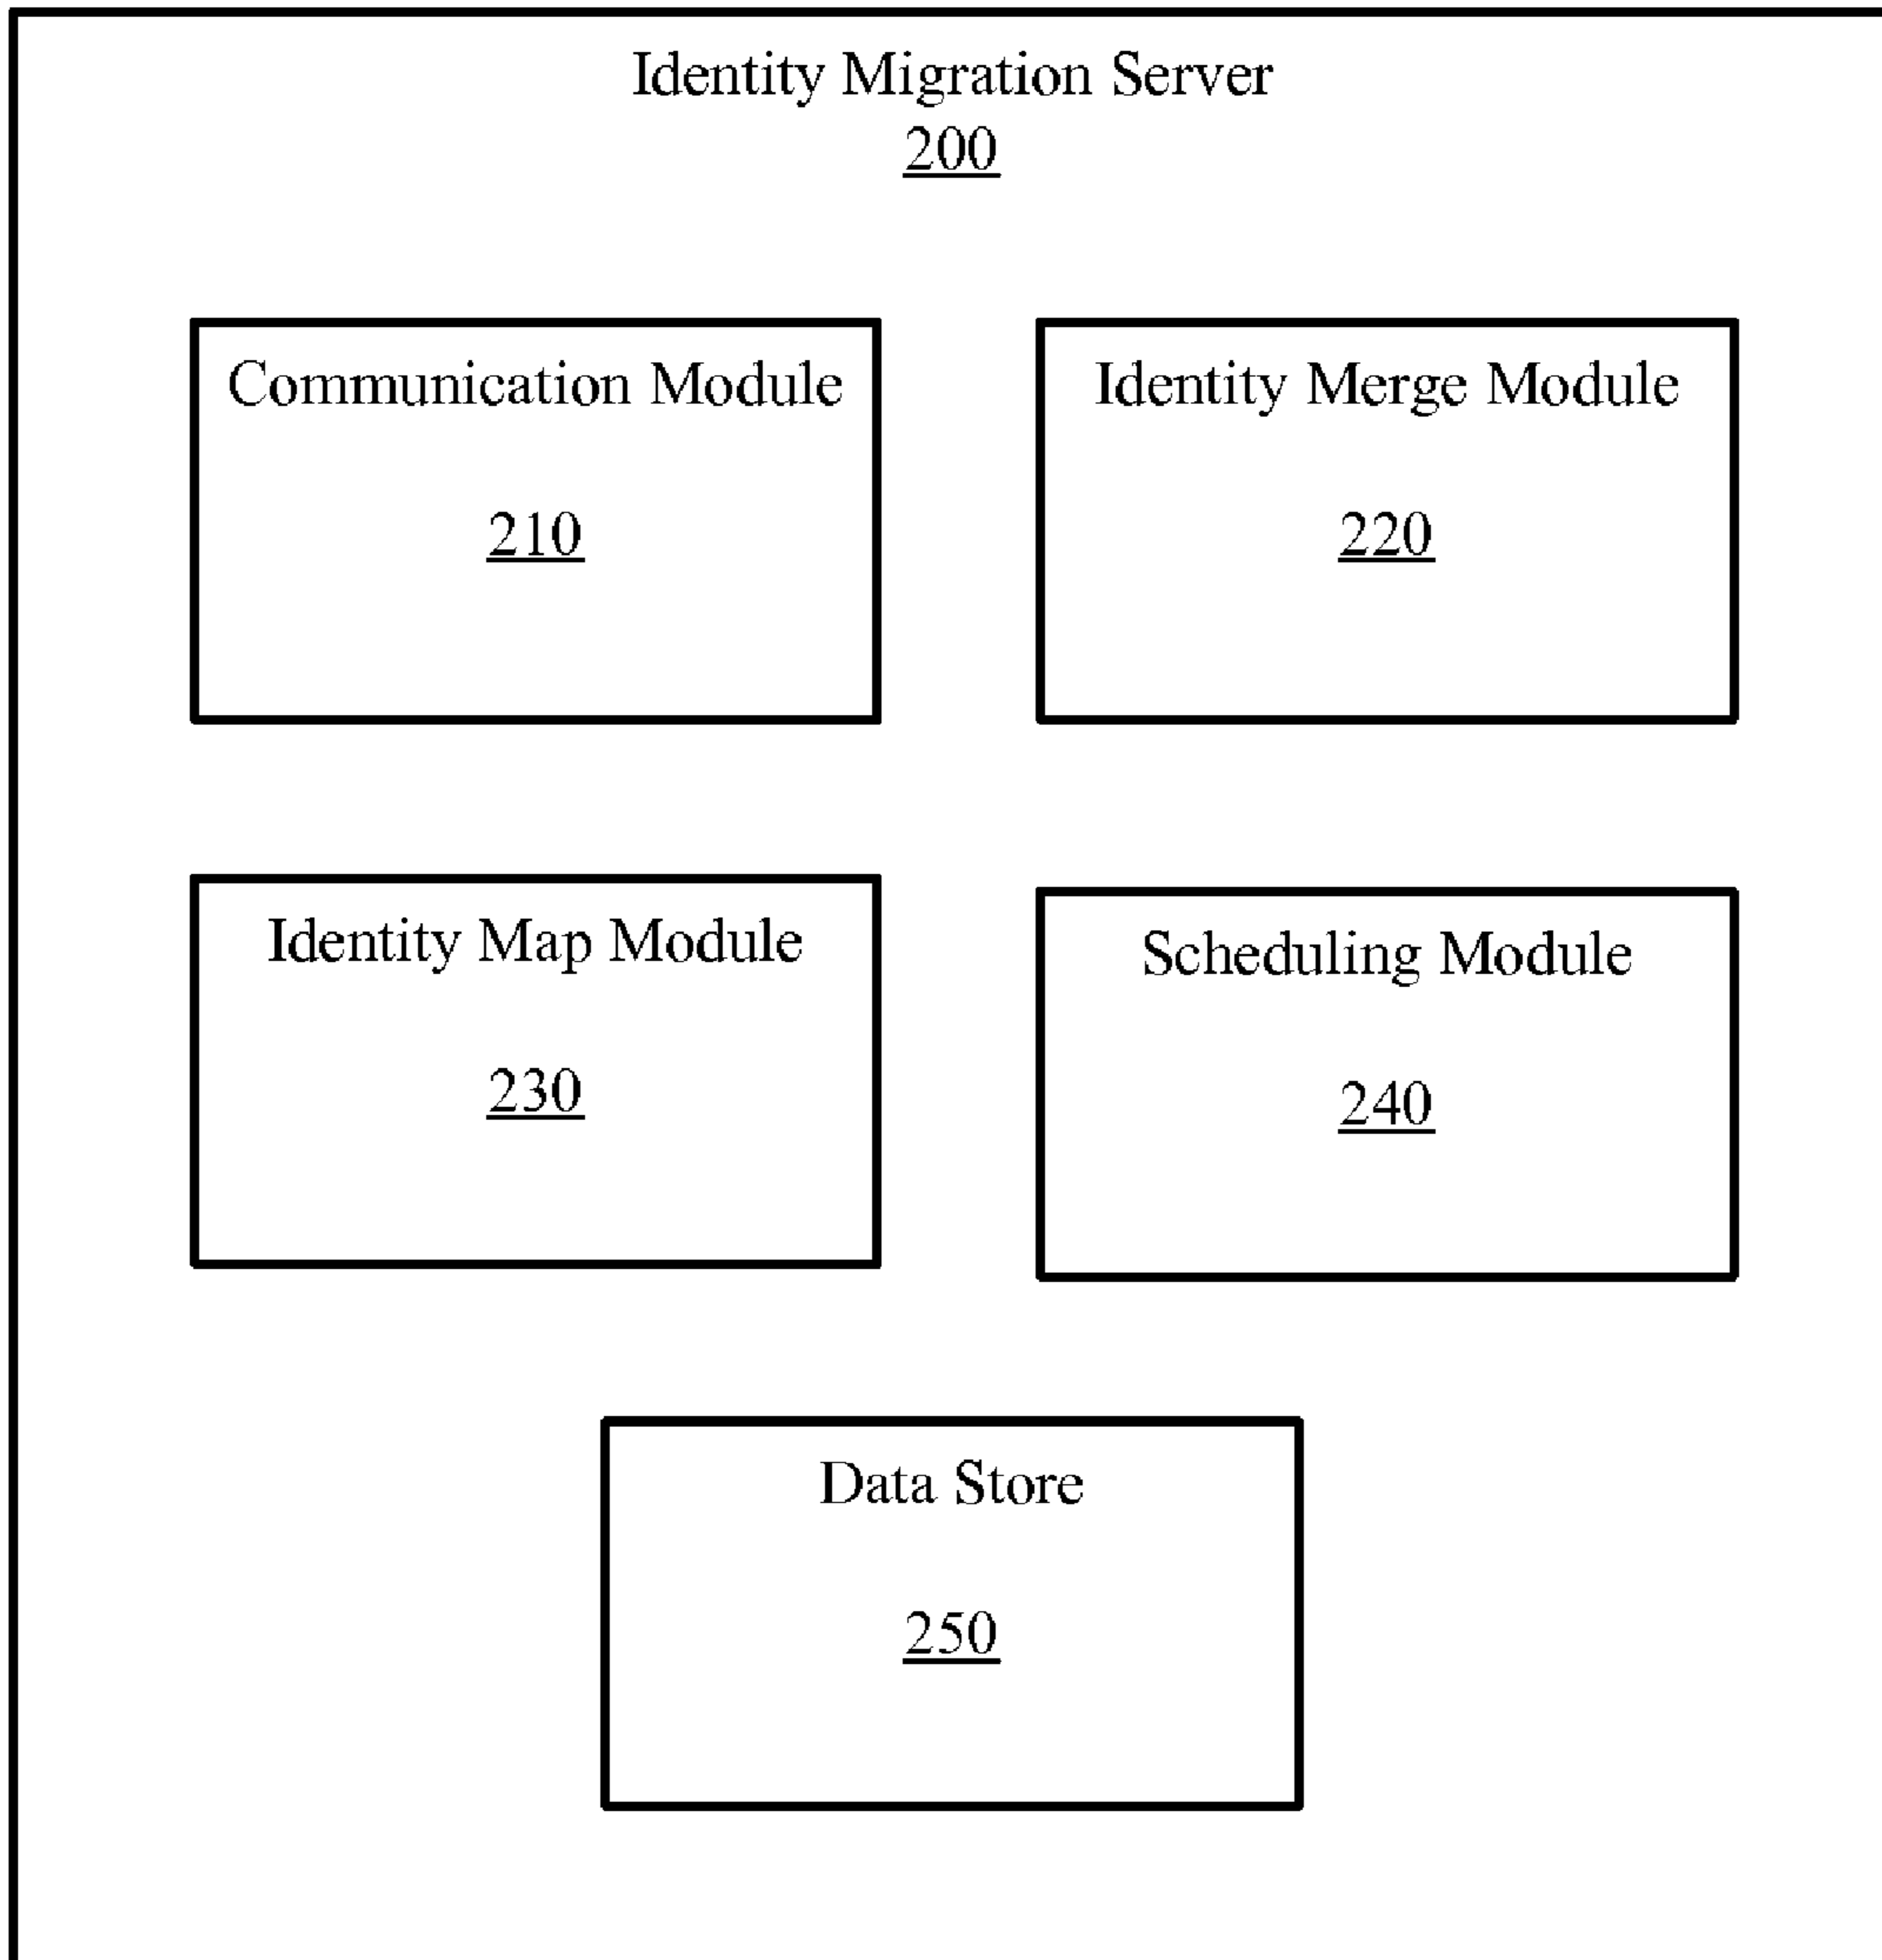 Identity Migration Server
200
Communication Module
210
Identity Merge Module
220
Identity Map Module
230
Scheduling Module
240
Data Store
250